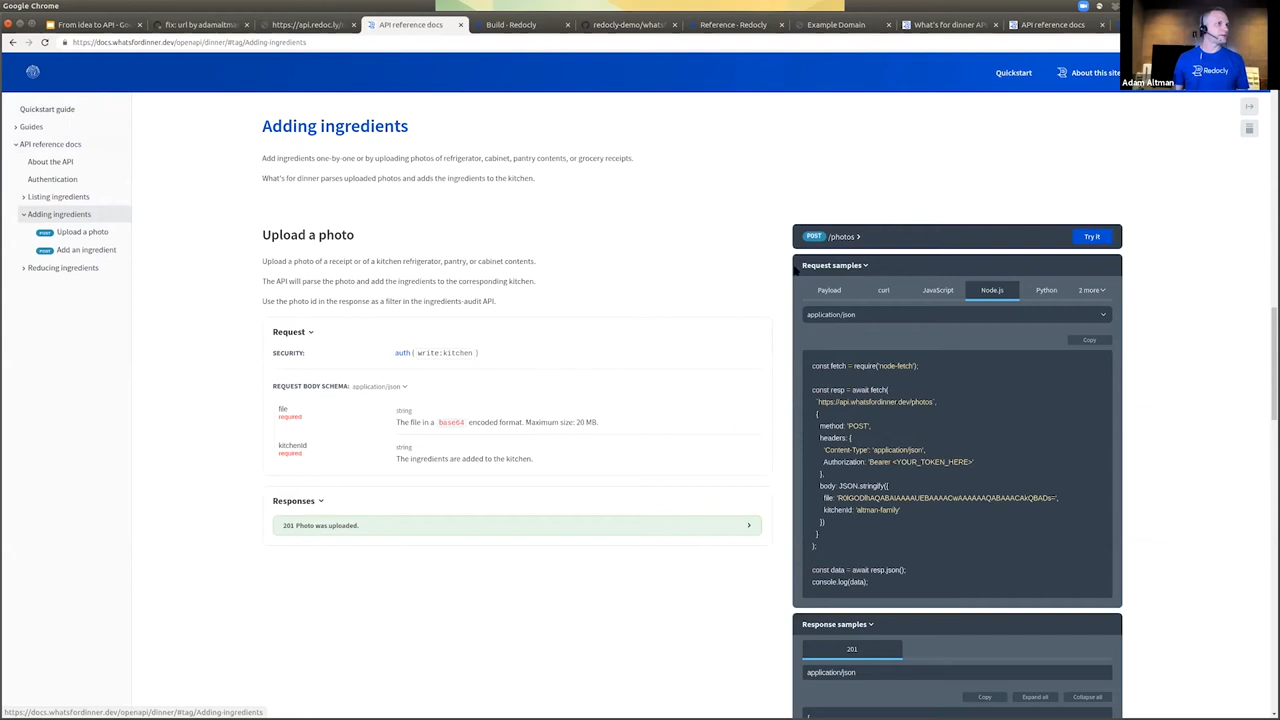 Google Chrome
From idea to API - Go
fix: url by adamaltma
https://api.redoc.ly/
API reference docs
Build - Redocly
redocly-demo/whats
Reference · Redocly
Example Domain
What's for dinner API
API reference docs
https://docs.whatsfordinner.dev/openapi/dinner/#tag/Adding-ingredients
Quickstart
About this site
Redocly
Adam Altman
Quickstart guide
Guides
API reference docs
About the API
Authentication
Listing ingredients
Adding ingredients
POST Upload a photo
POST Add an ingredient
Reducing ingredients
Adding ingredients
Add ingredients one-by-one or by uploading photos of refrigerator, cabinet, pantry contents, or grocery receipts.
What's for dinner parses uploaded photos and adds the ingredients to the kitchen.
Upload a photo
Upload a photo of a receipt or of a kitchen refrigerator, pantry, or cabinet contents.
The API will parse the photo and add the ingredients to the corresponding kitchen.
Use the photo id in the response as a filter in the ingredients-audit API.
Request
SECURITY: auth ( write:kitchen )
REQUEST BODY SCHEMA: application/json
file string
required The file in a base64 encoded format. Maximum size: 20 MB.
kitchenId string
required The ingredients are added to the kitchen.
Responses
201 Photo was uploaded.
POST /photos Try it
Request samples
Payload curl JavaScript Node.js Python 2 more
application/json
Copy
const fetch = require('node-fetch');
const resp = await fetch(
`https://api.whatsfordinner.dev/photos`,
{
method: 'POST',
headers: {
'Content-Type': 'application/json',
Authorization: 'Bearer <YOUR_TOKEN_HERE>'
},
body: JSON.stringify({
file: 'R0lGODlhAQABAIAAAAUEBAAAACwAAAAAAQABAAACAkQBADs=',
kitchenId: 'altman-family'
})
}
);
const data = await resp.json();
console.log(data);
Response samples
201
application/json
Copy Expand all Collapse all
{
https://docs.whatsfordinner.dev/openapi/dinner/#tag/Adding-ingredients